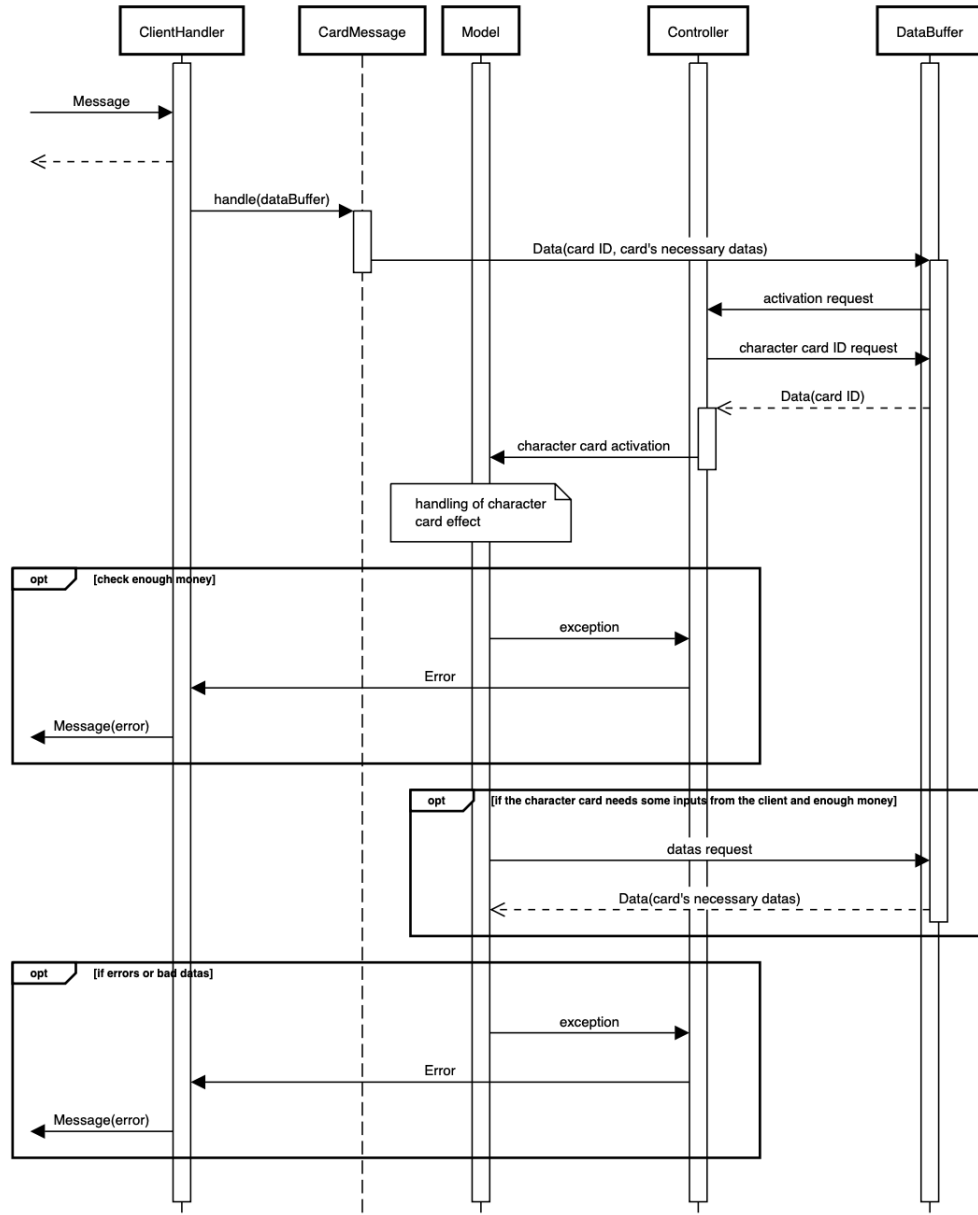 ClientHandler
CardMessage
Model
Controller
DataBuffer
Message
handle(dataBuffer)
Data(card ID, card's necessary datas)
activation request
character card ID request
Data(card ID)
character card activation
handling of character
card effect
opt
[check enough money]
exception
Error
Message(error)
opt
[if the character card needs some inputs from the client and enough money]
datas request
Data(card's necessary datas)
opt
[if errors or bad datas]
exception
Error
Message(error)